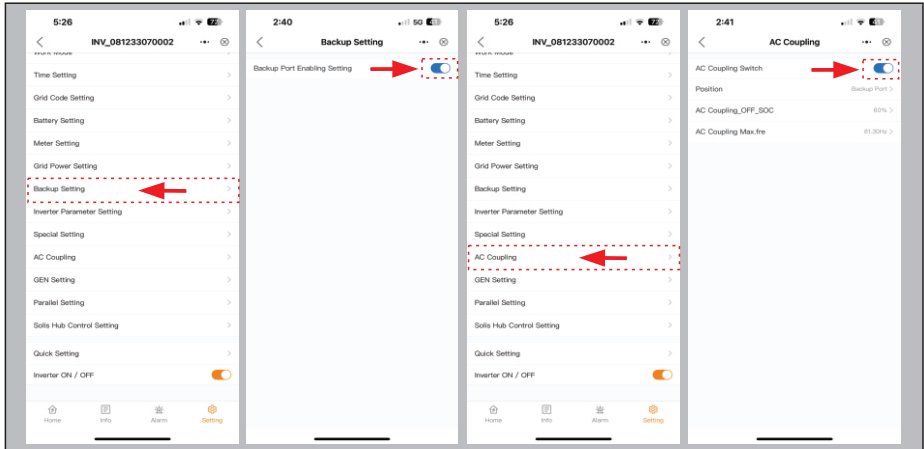 5:26
73
INV_081233070002
Work Mode
Time Setting
Grid Code Setting
Battery Setting
Meter Setting
Grid Power Setting
Backup Setting
Inverter Parameter Setting
Special Setting
AC Coupling
GEN Setting
Parallel Setting
Solis Hub Control Setting
Quick Setting
Inverter ON / OFF
Home Info Alarm Setting
2:40
5G
Backup Setting
Backup Port Enabling Setting
5:26
73
INV_081233070002
Work Mode
Time Setting
Grid Code Setting
Battery Setting
Meter Setting
Grid Power Setting
Backup Setting
Inverter Parameter Setting
Special Setting
AC Coupling
GEN Setting
Parallel Setting
Solis Hub Control Setting
Quick Setting
Inverter ON / OFF
Home Info Alarm Setting
2:41
AC Coupling
AC Coupling Switch
Position Backup Port
AC Coupling_OFF_SOC
AC Coupling Max.fre 61.30Hz